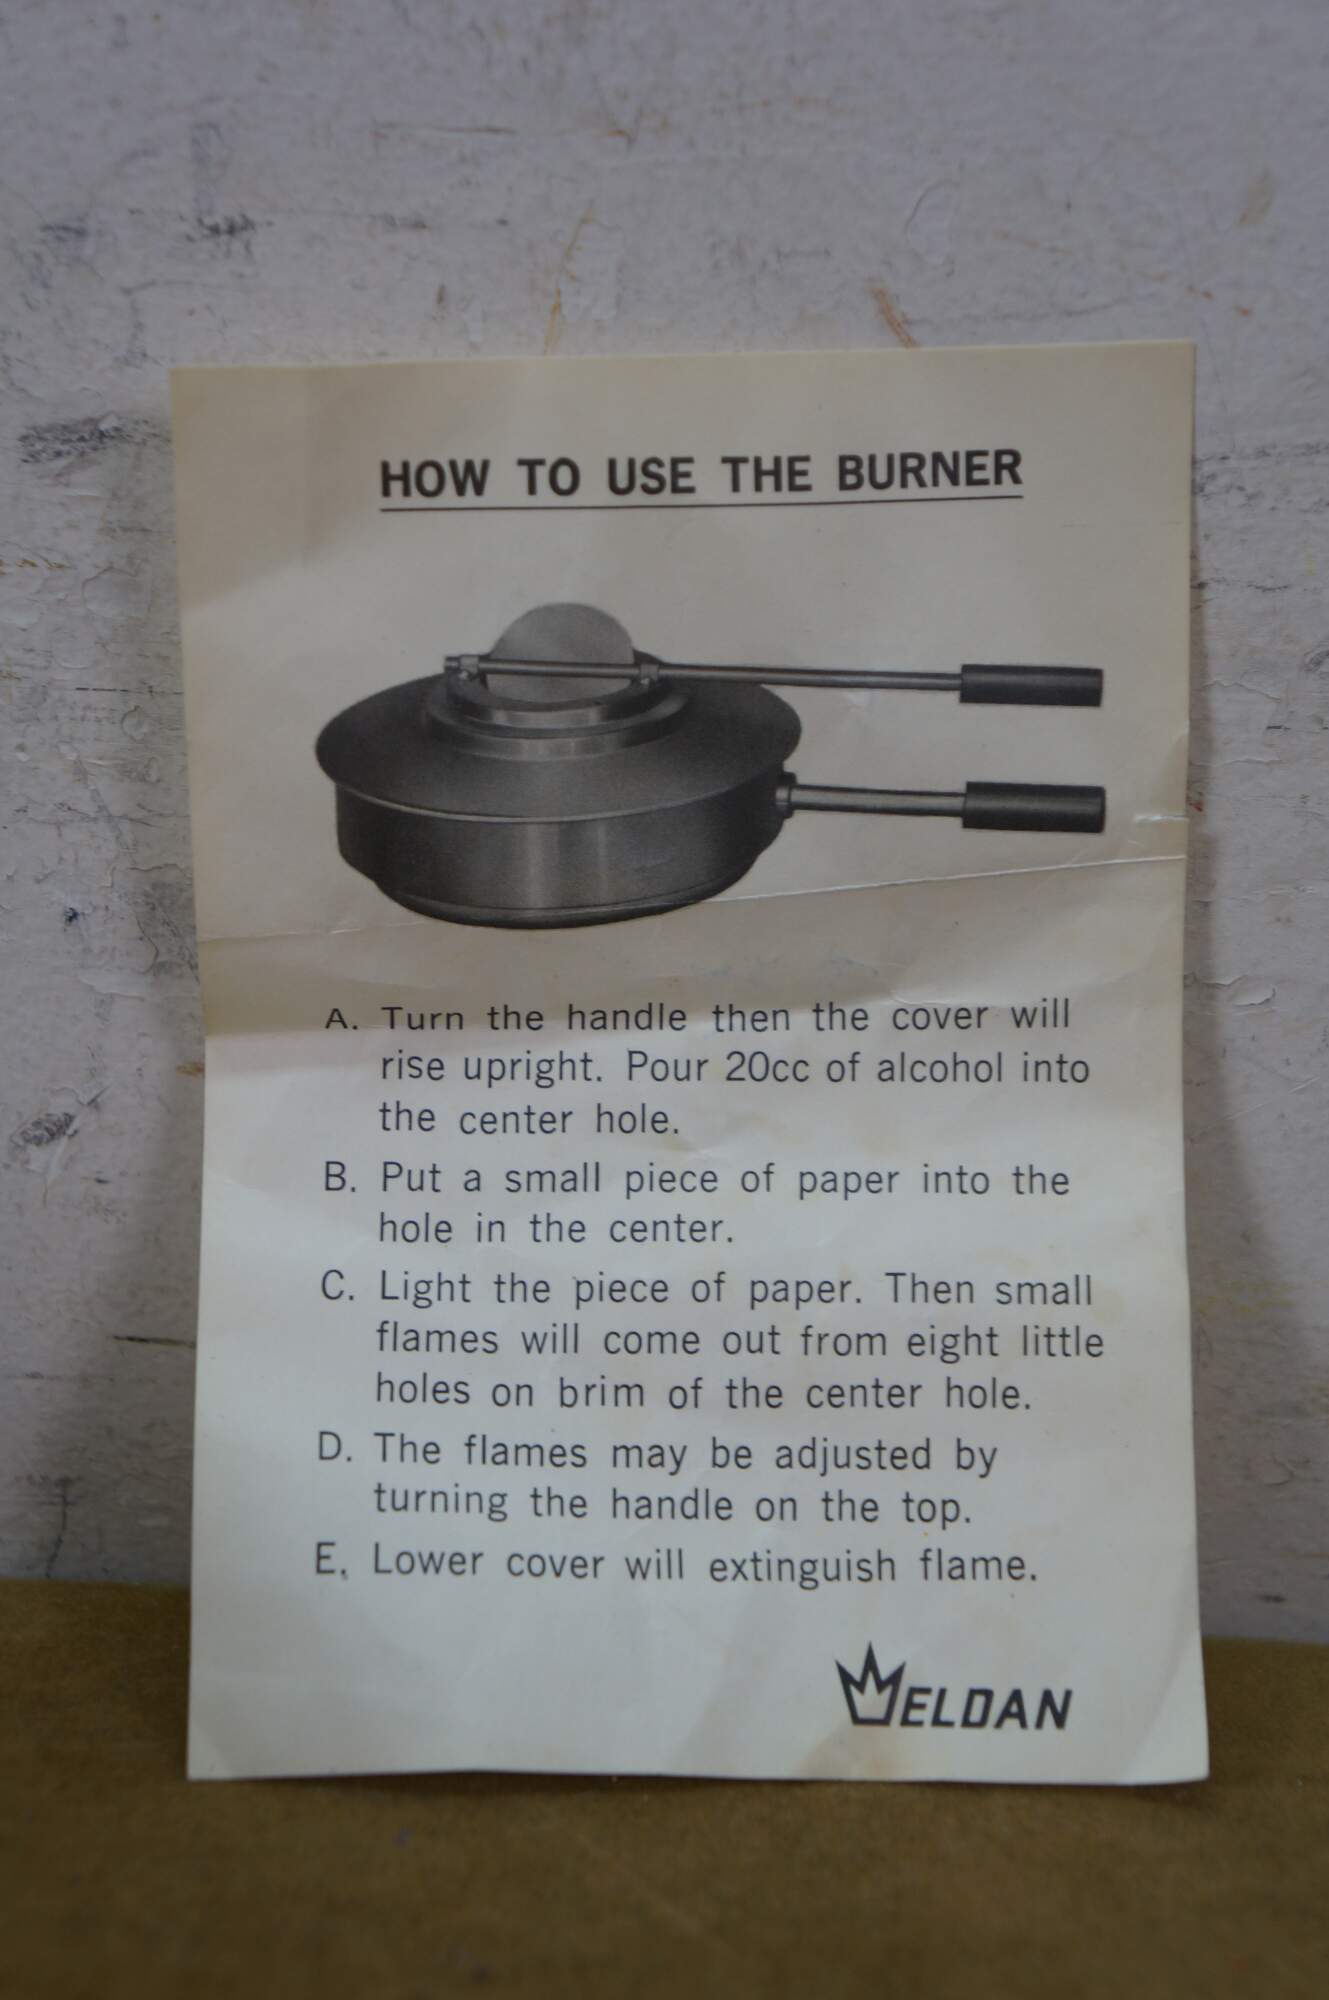 HOW TO USE THE BURNER
A. Turn the handle then the cover will
rise upright. Pour 20cc of alcohol into
the center hole.
B. Put a small piece of paper into the
hole in the center.
C. Light the piece of paper. Then small
flames will come out from eight little
holes on brim of the center hole.
D. The flames may be adjusted by
turning the handle on the top.
E. Lower cover will extinguish flame.
WELDAN